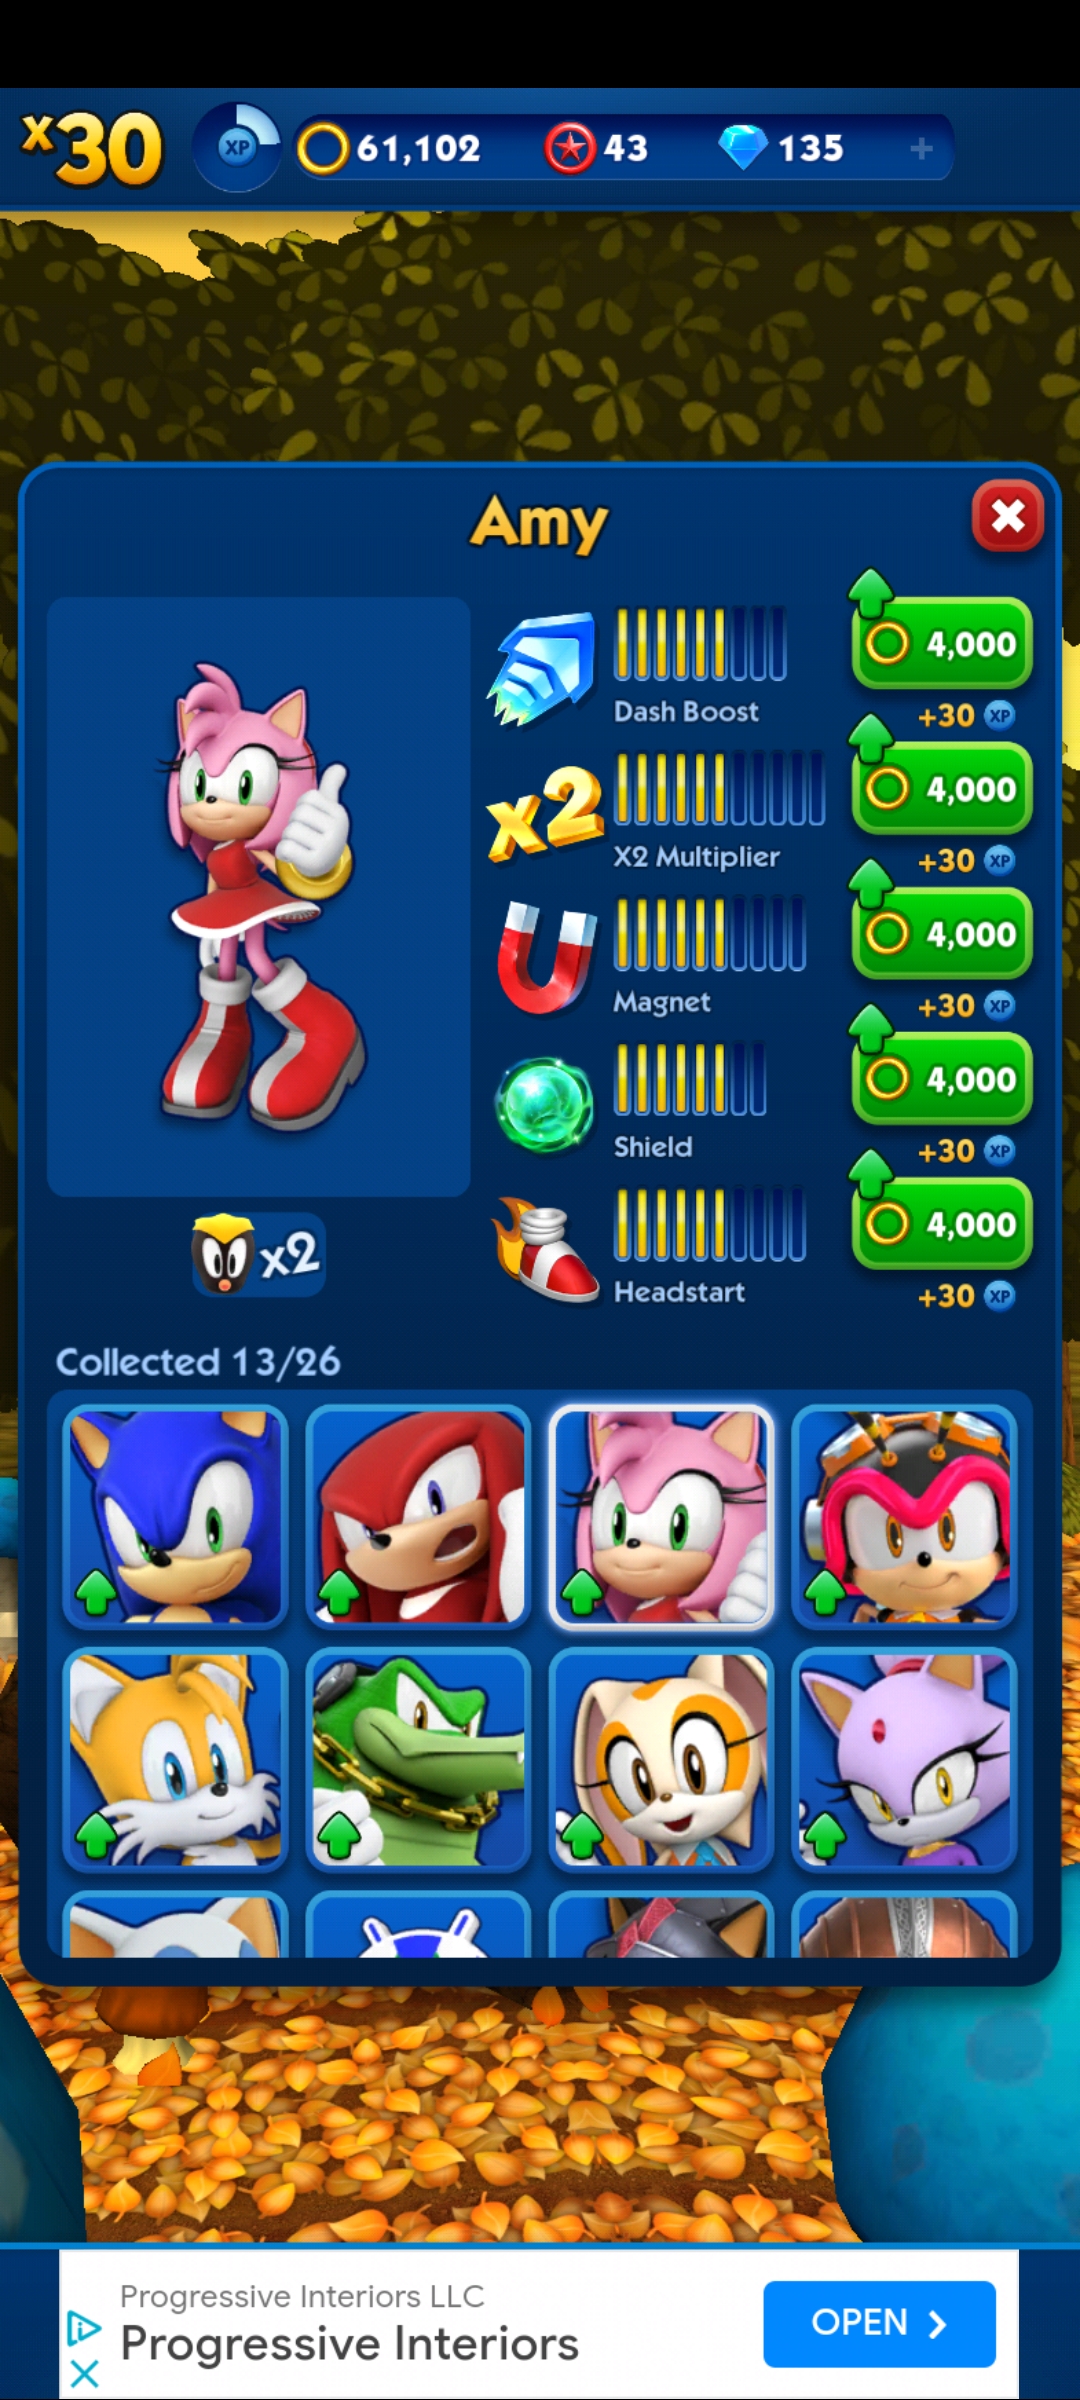 x30
XP
61,102
43
135
+
Amy
Dash Boost
4,000
+30 XP
x2
X2 Multiplier
4,000
+30 XP
Magnet
4,000
+30 XP
Shield
4,000
+30 XP
x2
Headstart
4,000
+30 XP
Collected 13/26
Progressive Interiors LLC
Progressive Interiors
OPEN